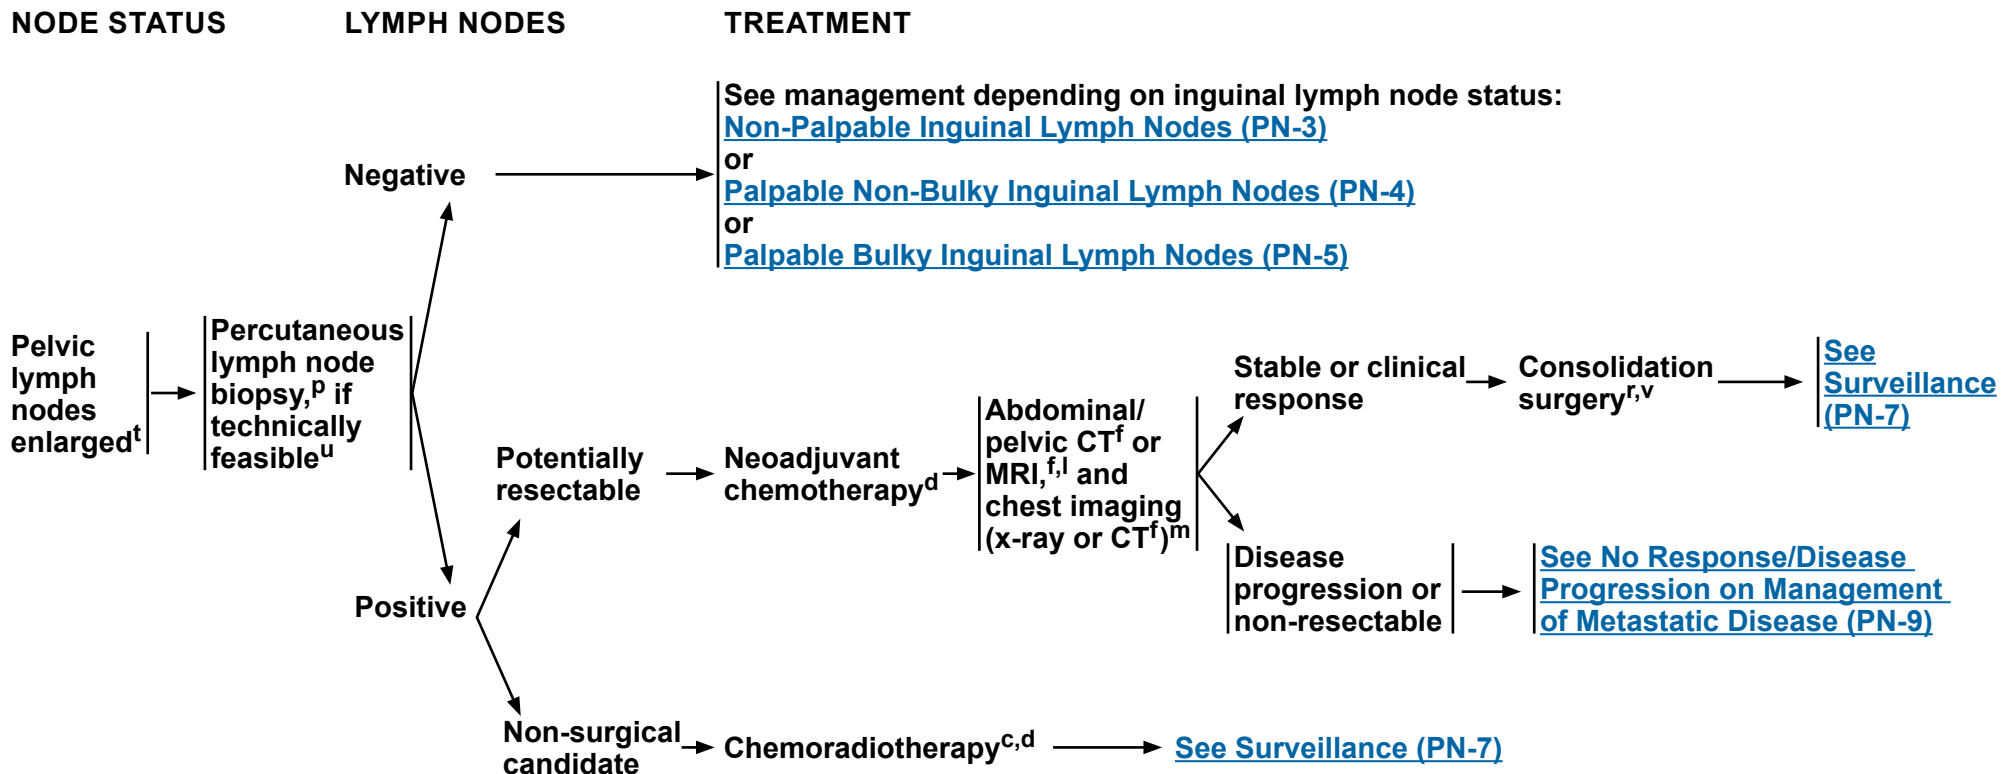 NODE STATUS
LYMPH NODES
TREATMENT
See management depending on inguinal lymph node status:
Non-Palpable Inguinal Lymph Nodes (PN-3)
or
Palpable Non-Bulky Inguinal Lymph Nodes (PN-4)
or
Palpable Bulky Inguinal Lymph Nodes (PN-5)
Negative
Pelvic
lymph
nodes
enlargedt
Percutaneous
lymph node
biopsy,p if
technically
feasibleu
Positive
Potentially
resectable
Neoadjuvant
chemotherapyd
Abdominal/
pelvic CTf or
MRI,f,l and
chest imaging
(x-ray or CTf)m
Stable or clinical
response
Consolidation
surgeryr,v
See
Surveillance
(PN-7)
Disease
progression or
non-resectable
See No Response/Disease
Progression on Management
of Metastatic Disease (PN-9)
Non-surgical
candidate
Chemoradiotherapyc,d
See Surveillance (PN-7)